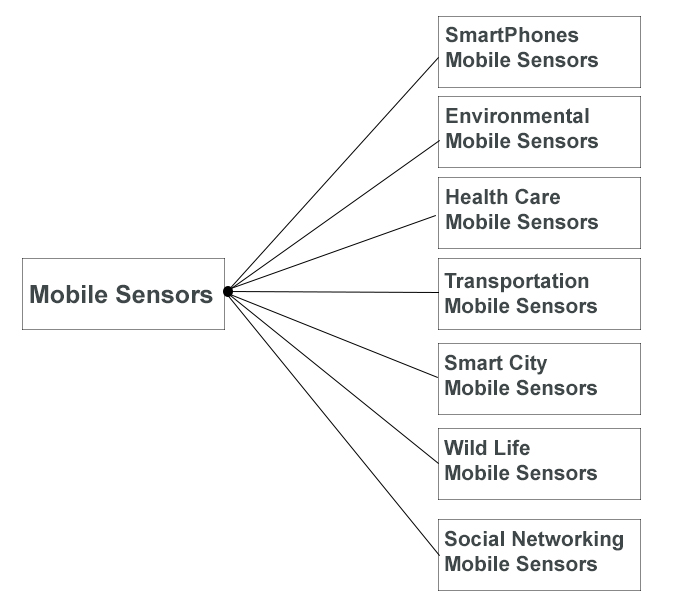 SmartPhones
Mobile Sensors
Environmental
Mobile Sensors
Health Care
Mobile Sensors
Mobile Sensors
Transportation
Mobile Sensors
Smart City
Mobile Sensors
Wild Life
Mobile Sensors
Social Networking
Mobile Sensors